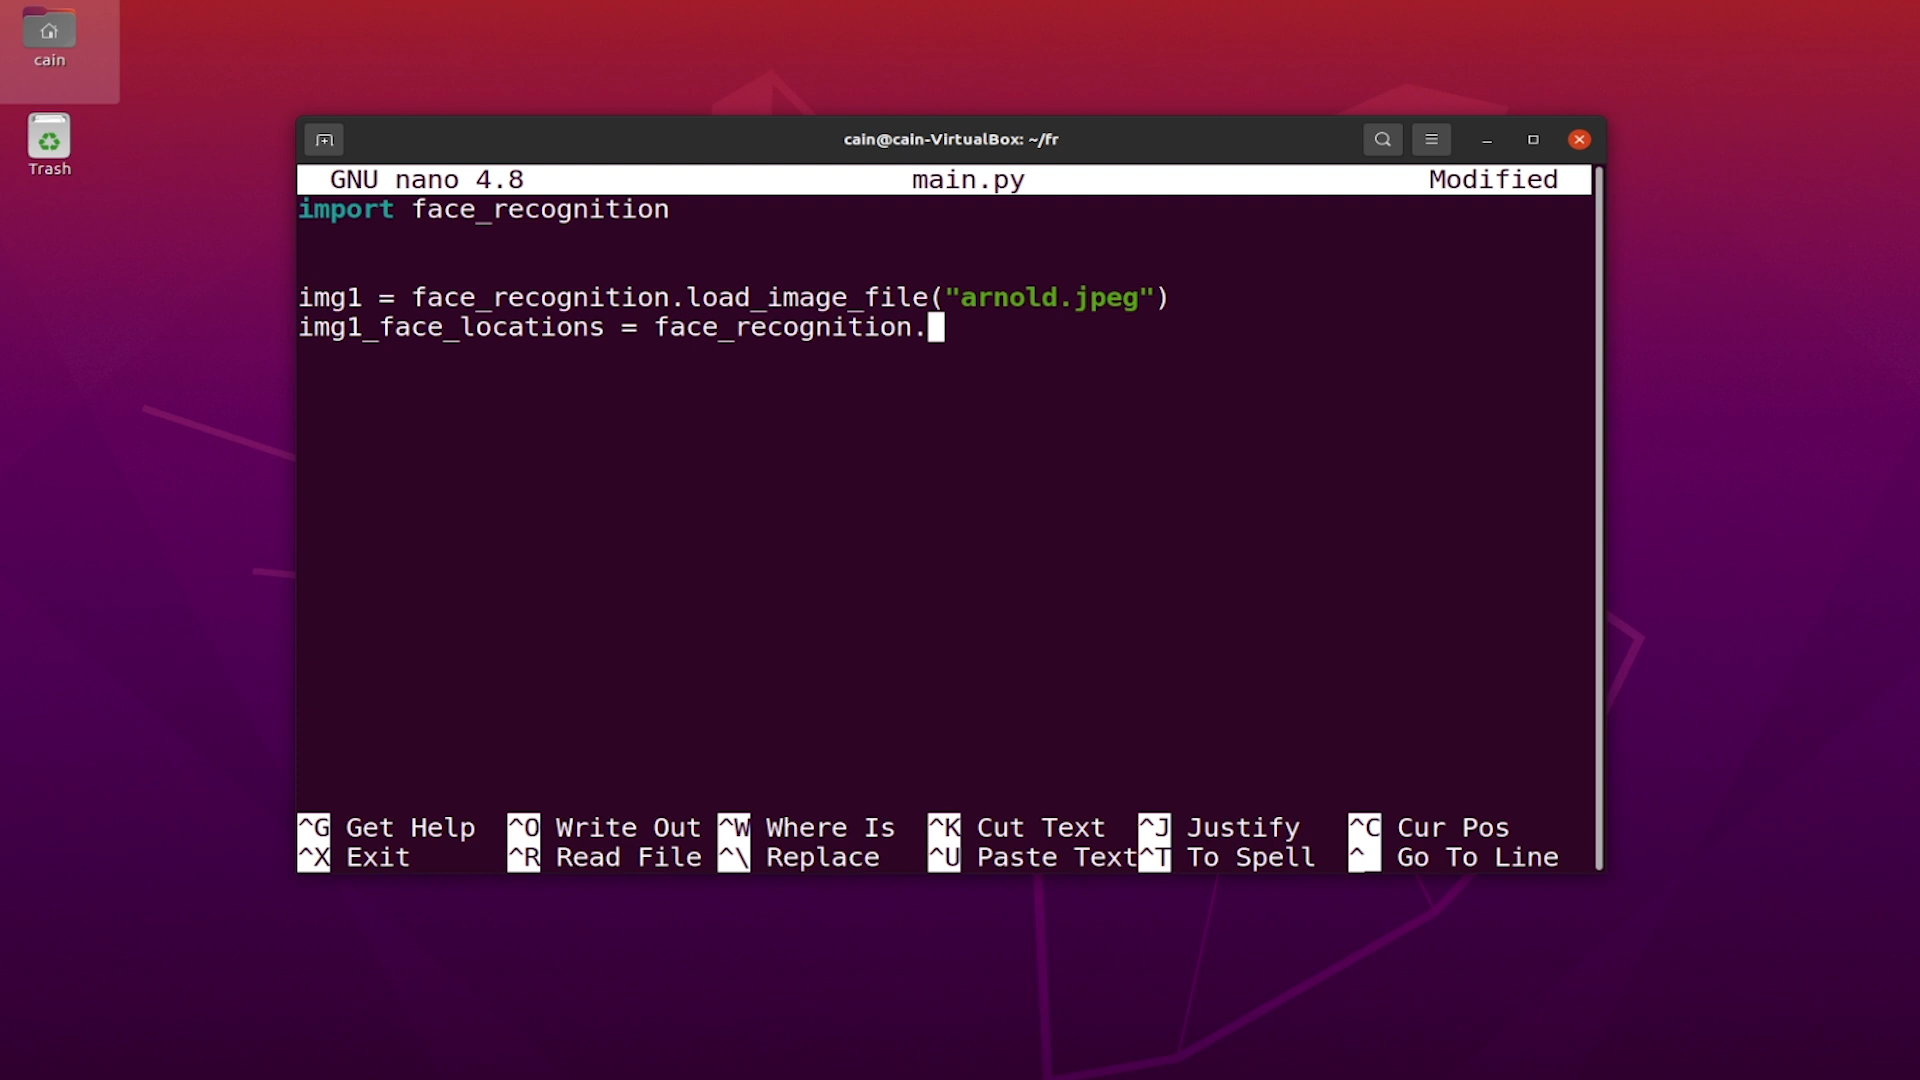 cain
Trash
cain@cain-VirtualBox: ~/fr
GNU nano 4.8 main.py Modified
import face_recognition
img1 = face_recognition.load_image_file("arnold.jpeg")
img1_face_locations = face_recognition.
^G Get Help ^O Write Out ^W Where Is ^K Cut Text ^J Justify ^C Cur Pos
^X Exit ^R Read File ^\ Replace ^U Paste Text ^T To Spell ^_ Go To Line